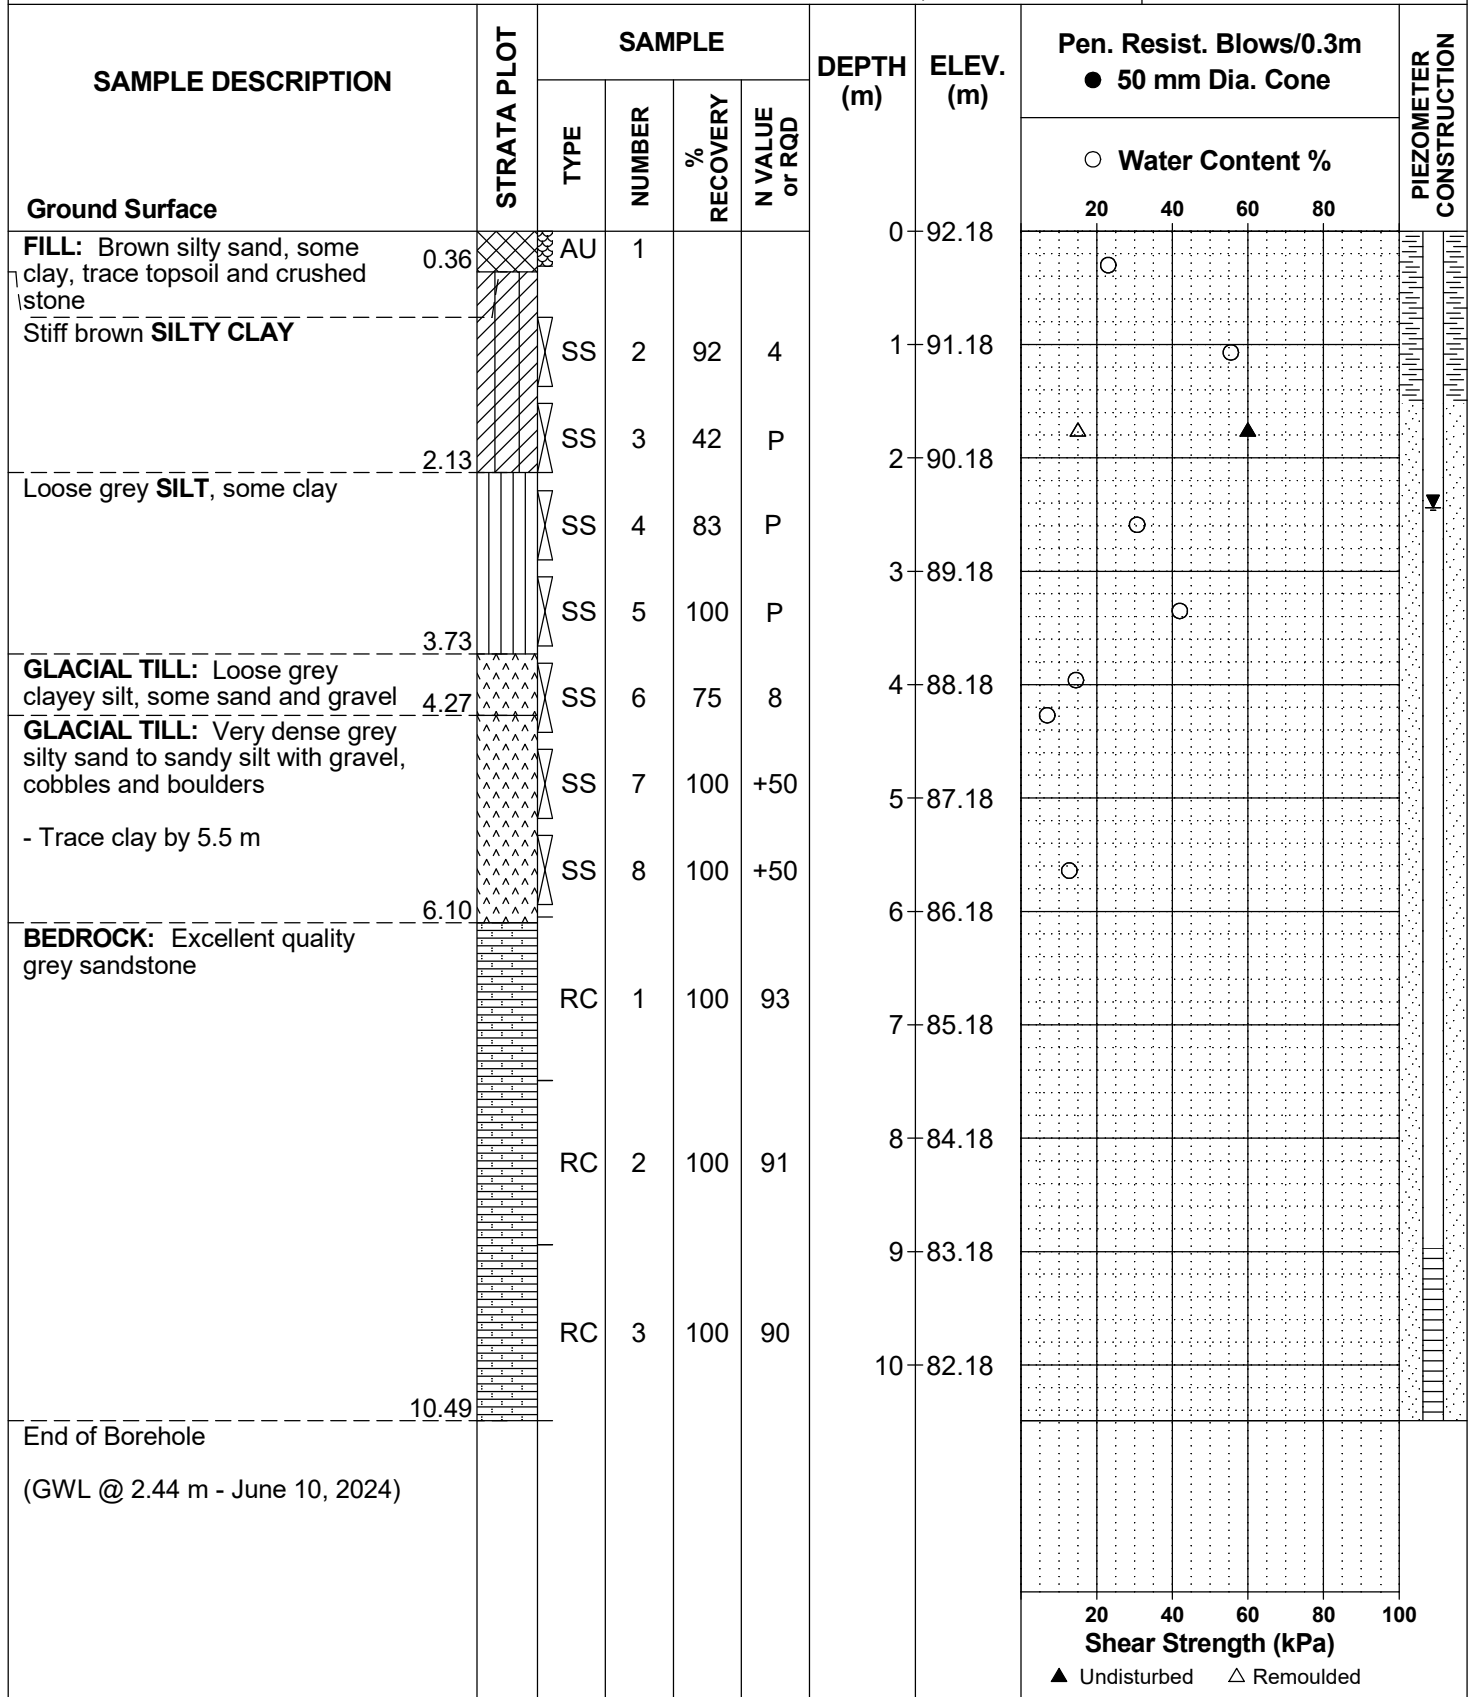 SAMPLE DESCRIPTION
STRATA PLOT
SAMPLE
TYPE
NUMBER
%
RECOVERY
N VALUE
or RQD
DEPTH
(m)
ELEV.
(m)
Pen. Resist. Blows/0.3m
● 50 mm Dia. Cone
○ Water Content %
20 40 60 80
PIEZOMETER
CONSTRUCTION
Ground Surface
0 92.18
FILL: Brown silty sand, some
clay, trace topsoil and crushed
stone
0.36
AU 1
Stiff brown SILTY CLAY
SS 2 92 4
1 91.18
SS 3 42 P
2.13
2 90.18
Loose grey SILT, some clay
SS 4 83 P
3 89.18
SS 5 100 P
3.73
GLACIAL TILL: Loose grey
clayey silt, some sand and gravel
4.27
SS 6 75 8
4 88.18
GLACIAL TILL: Very dense grey
silty sand to sandy silt with gravel,
cobbles and boulders
SS 7 100 +50
5 87.18
- Trace clay by 5.5 m
SS 8 100 +50
6.10
6 86.18
BEDROCK: Excellent quality
grey sandstone
RC 1 100 93
7 85.18
8 84.18
RC 2 100 91
9 83.18
RC 3 100 90
10 82.18
10.49
End of Borehole
(GWL @ 2.44 m - June 10, 2024)
20 40 60 80 100
Shear Strength (kPa)
▲ Undisturbed △ Remoulded